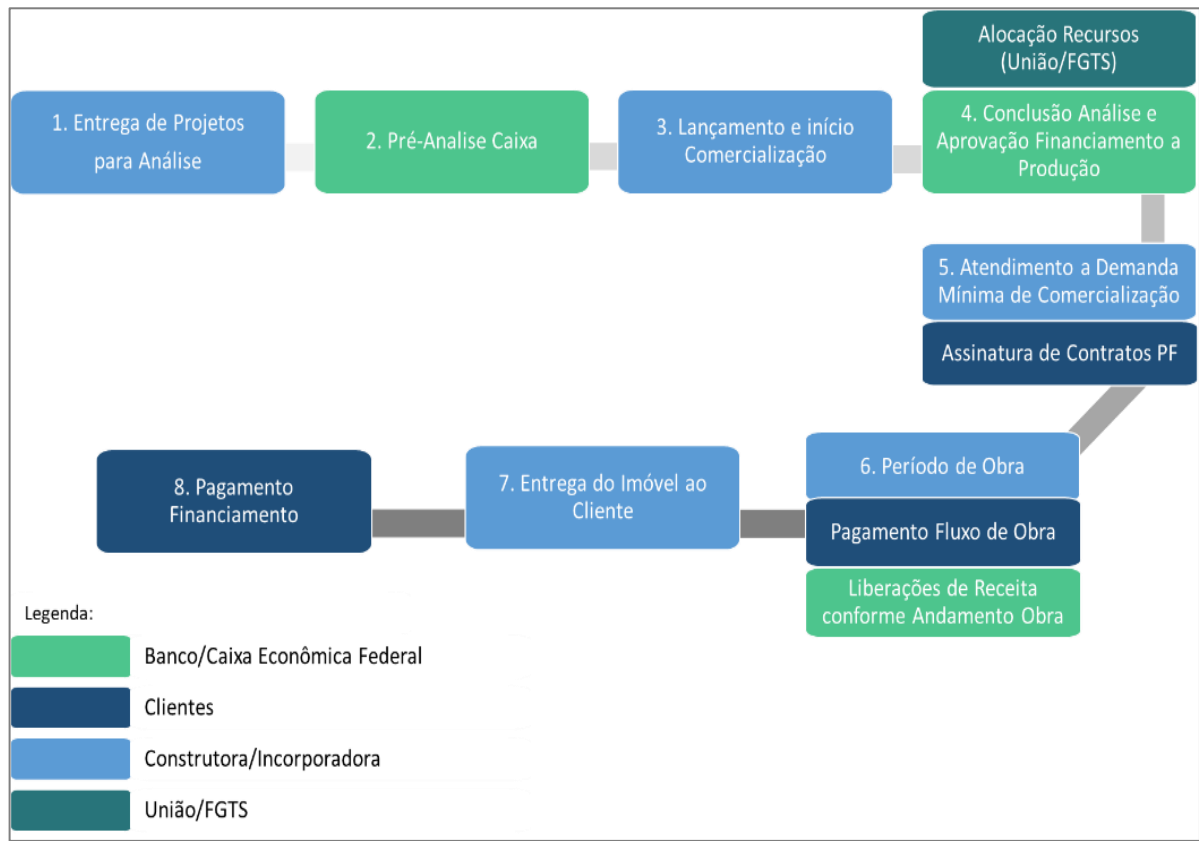 Alocação Recursos
(União/FGTS)
1. Entrega de Projetos
para Análise
2. Pré-Analise Caixa
3. Lançamento e início
Comercialização
4. Conclusão Análise e
Aprovação Financiamento a
Produção
5. Atendimento a Demanda
Mínima de Comercialização
Assinatura de Contratos PF
6. Período de Obra
Pagamento Fluxo de Obra
Liberações de Receita
conforme Andamento Obra
7. Entrega do Imóvel ao
Cliente
8. Pagamento
Financiamento
Legenda:
Banco/Caixa Econômica Federal
Clientes
Construtora/Incorporadora
União/FGTS